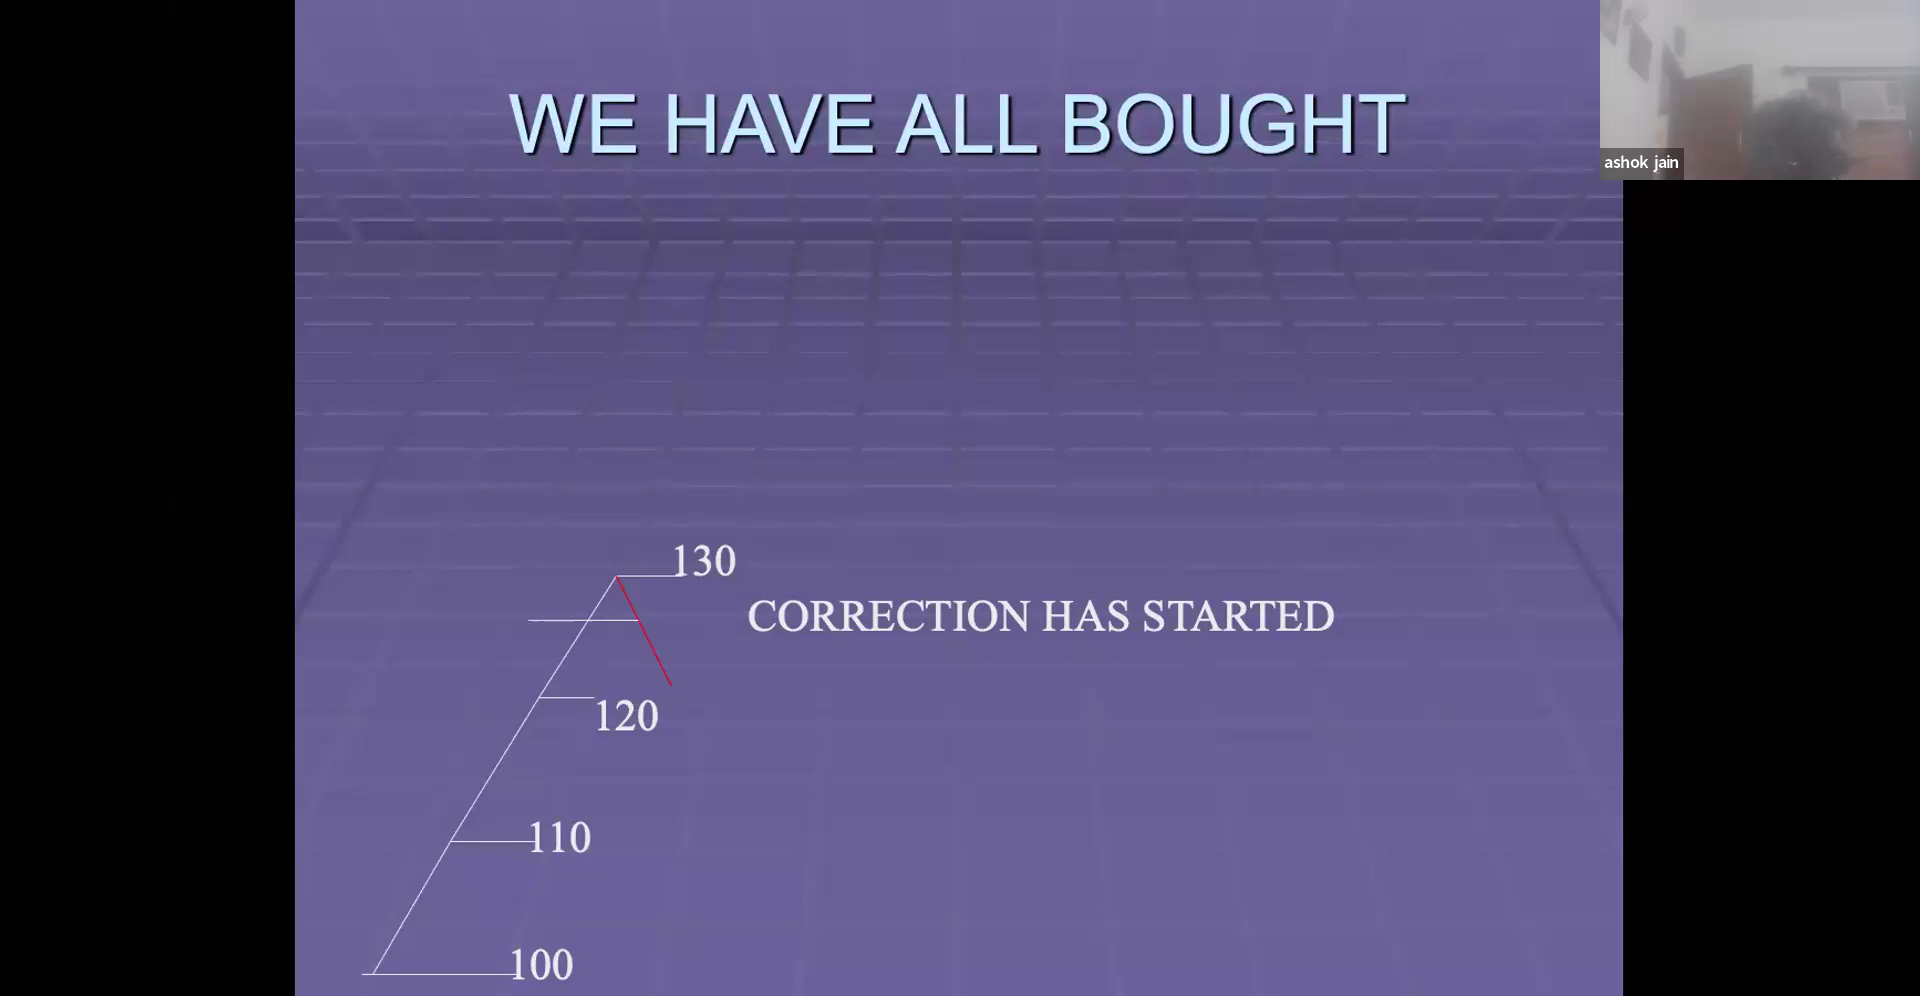 WE HAVE ALL BOUGHT
ashok jain
130
CORRECTION HAS STARTED
120
110
100